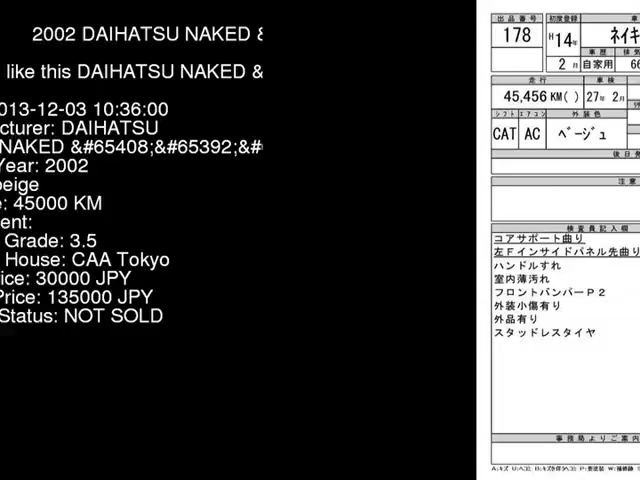 2002 DAIHATSU NAKED &
like this DAIHATSU NAKED &
013-12-03 10:36:00
cturer: DAIHATSU
NAKED &#65408;&#65392;&#
Year: 2002
beige
: 45000 KM
ent:
Grade: 3.5
House: CAA Tokyo
rice: 30000 JPY
Price: 135000 JPY
Status: NOT SOLD
出品番号 初度登録 車
178 H14年 ネイキ
車歴 排気
2月 自家用 66
走行 車検
45,456 KM( ) 27年 2月
シフト エアコン 外装色
CAT AC ベージュ
後日発
注意
検査員記入欄
コアサポート曲り
左Fインサイドパネル先曲り
ハンドルすれ
室内薄汚れ
フロントバンパーP2
外装小傷有り
外品有り
スタッドレスタイヤ
事務局よりご案内